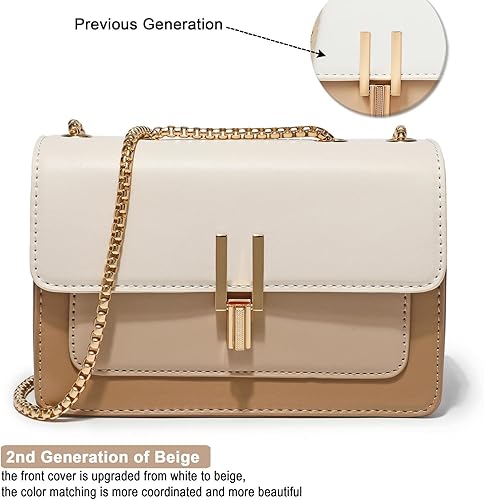 Previous Generation
2nd Generation of Beige
the front cover is upgraded from white to beige,
the color matching is more coordinated and more beautiful